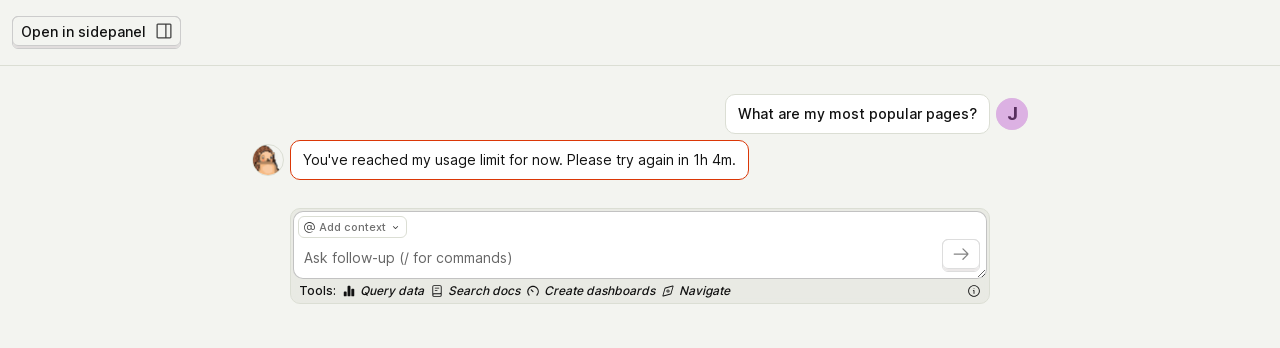 Open in sidepanel
What are my most popular pages?
J
You've reached my usage limit for now. Please try again in 1h 4m.
@ Add context
Ask follow-up (/ for commands)
Tools: Query data Search docs Create dashboards Navigate